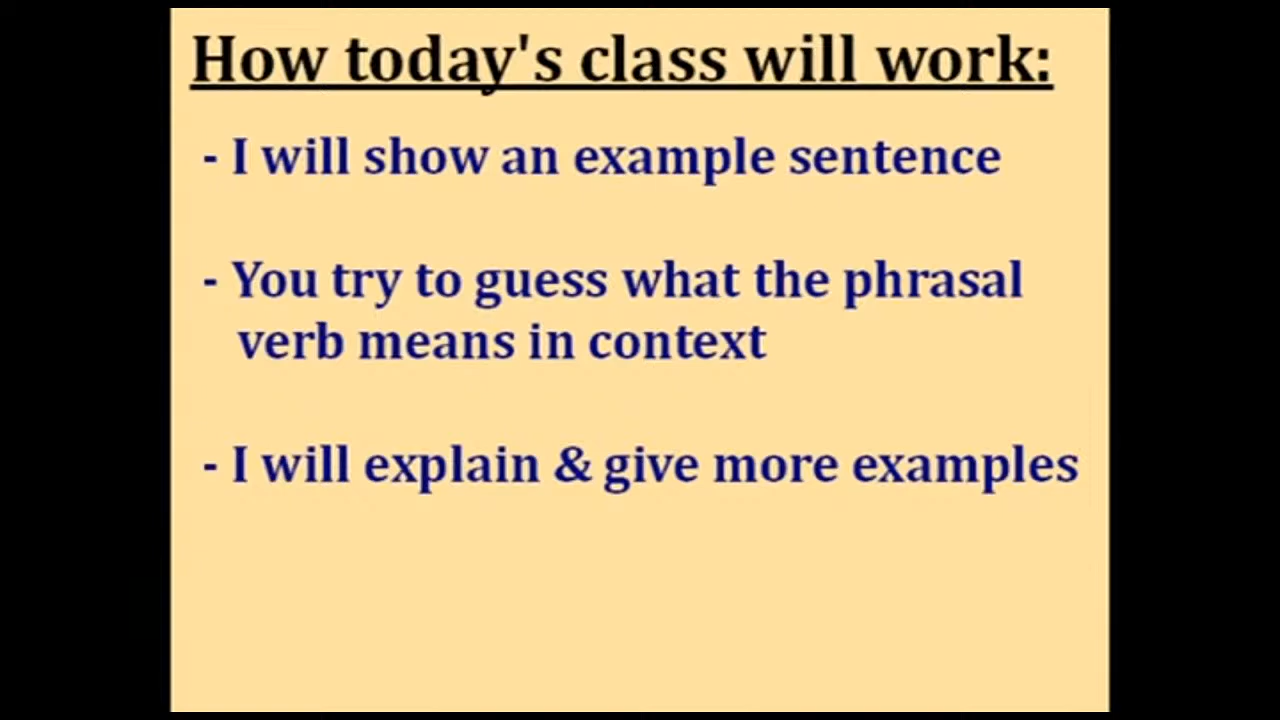 How today's class will work:
- I will show an example sentence
- You try to guess what the phrasal
verb means in context
- I will explain & give more examples